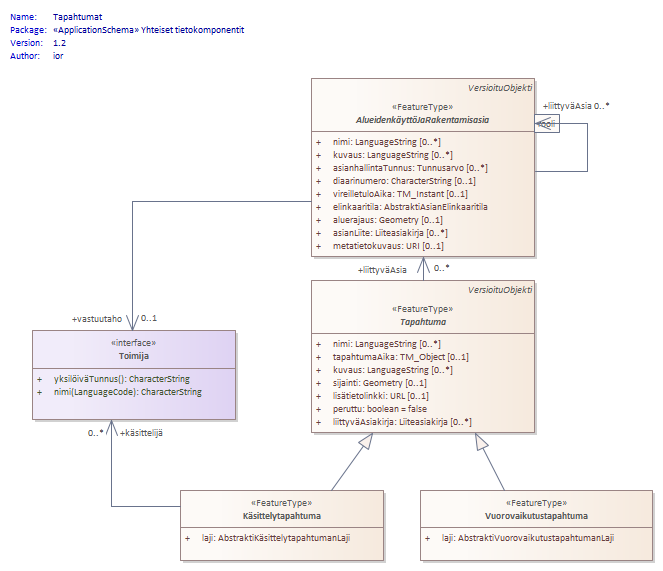 Name: Tapahtumat
Package: «ApplicationSchema» Yhteiset tietokomponentit
Version: 1.2
Author: ior
VersioituObjekti
«FeatureType»
AlueidenkäyttöJaRakentamisasia
+ nimi: LanguageString [0..*]
+ kuvaus: LanguageString [0..*]
+ asianhallintaTunnus: Tunnusarvo [0..*]
+ diaarinumero: CharacterString [0..1]
+ vireilletuloAika: TM_Instant [0..1]
+ elinkaaritila: AbstraktiAsianElinkaaritila
+ aluerajaus: Geometry [0..1]
+ asianLiite: Liiteasiakirja [0..*]
+ metatietokuvaus: URI [0..1]
+liittyväAsia 0..*
rooli
+liittyväAsia 0..*
VersioituObjekti
«FeatureType»
Tapahtuma
+ nimi: LanguageString [0..*]
+ tapahtumaAika: TM_Object [0..1]
+ kuvaus: LanguageString [0..*]
+ sijainti: Geometry [0..1]
+ lisätietolinkki: URL [0..1]
+ peruttu: boolean = false
+ liittyväAsiakirja: Liiteasiakirja [0..*]
+vastuutaho 0..1
«interface»
Toimija
+ yksilöiväTunnus(): CharacterString
+ nimi(LanguageCode): CharacterString
0..* +käsittelijä
«FeatureType»
Käsittelytapahtuma
+ laji: AbstraktiKäsittelytapahtumanLaji
«FeatureType»
Vuorovaikutustapahtuma
+ laji: AbstraktiVuorovaikutustapahtumanLaji